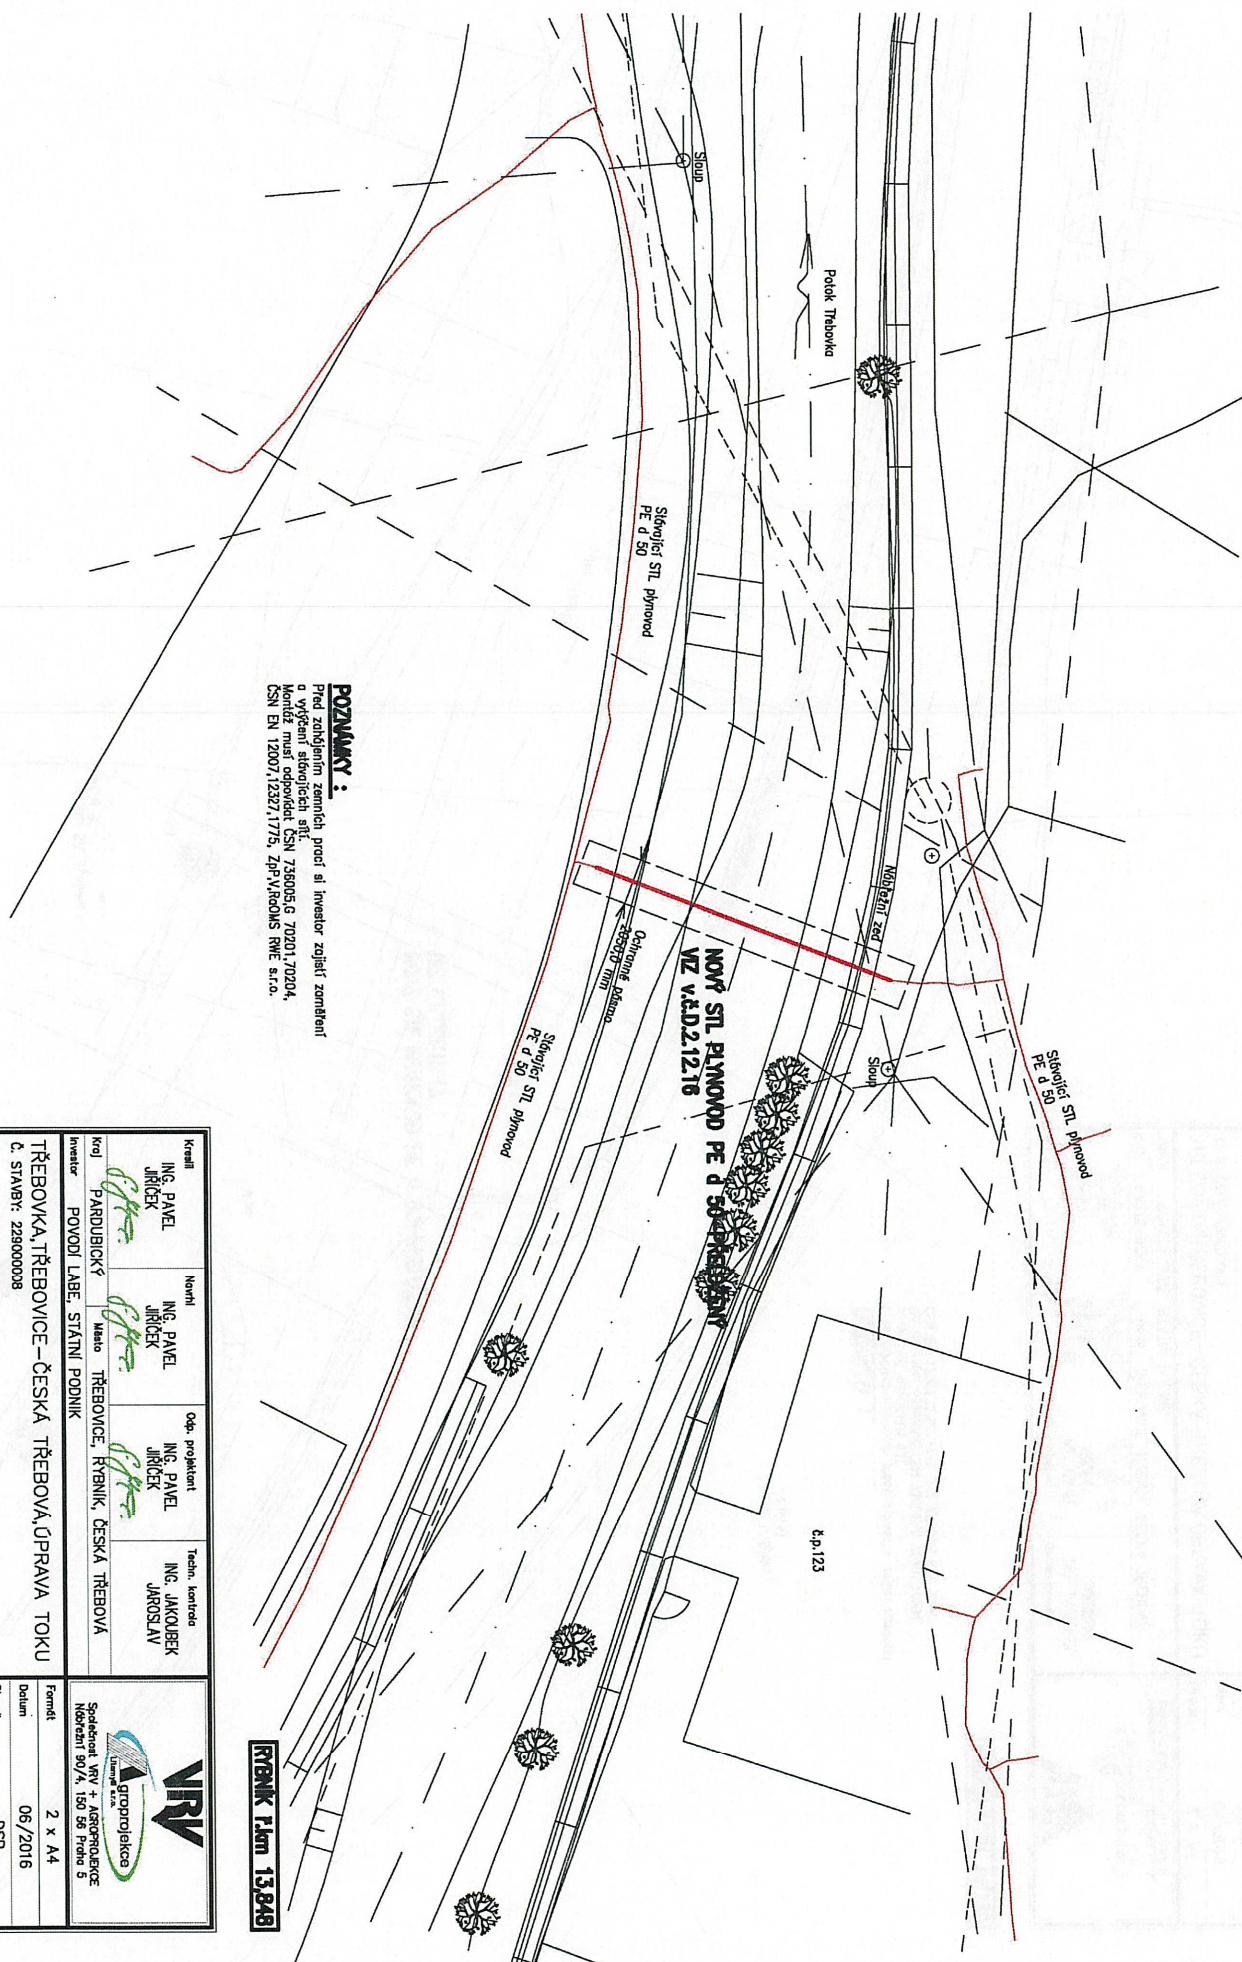 Sloup
Potok Třebovka
Stávající STL plynovod
PE d 50
POZNÁMKY :
Před zahájením zemních prací si investor zajistí zaměření
a vytýčení stávajících sítí.
Montáž musí odpovídat ČSN 736005,G 70201,70204,
ČSN EN 12007,12327,1775, ZpP,V.RoOMS RWE s.r.o.
Nábřežní zeď
Ochranné pásmo
mm
NOVÝ STL PLYNOVOD PE d 50-PŘELOŽENÝ
VIZ v.č.D.2.12.16
Stávající STL plynovod
PE d 50
Sloup
Stávající STL plynovod
PE d 50
č.p.123
RYBNÍK ř.km 13,848
Kreslil
ING. PAVEL
JIŘÍČEK
Navrhl
ING. PAVEL
JIŘÍČEK
Odp. projektant
ING. PAVEL
JIŘÍČEK
Techn. kontrola
ING. JAKOUBEK
JAROSLAV
Kraj PARDUBICKÝ
Město TŘEBOVICE, RYBNÍK, ČESKÁ TŘEBOVÁ
Investor POVODÍ LABE, STÁTNÍ PODNIK
TŘEBOVKA,TŘEBOVICE-ČESKÁ TŘEBOVÁ,ÚPRAVA TOKU
Č. STAVBY: 229000008
VRV
Agroprojekce
Litomyšl s.r.o.
Společnost VRV + AGROPROJEKCE
Nábřežní 90/4, 150 56 Praha 5
Formát 2 x A4
Datum 06/2016